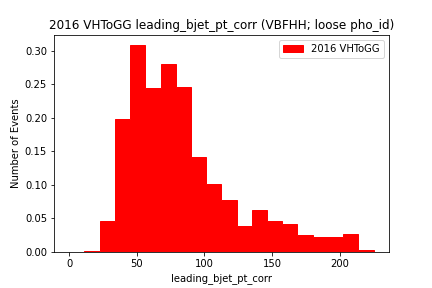 2016 VHToGG leading_bjet_pt_corr (VBFHH; loose pho_id)
2016 VHToGG
Number of Events
0.30
0.25
0.20
0.15
0.10
0.05
0.00
0 50 100 150 200
leading_bjet_pt_corr